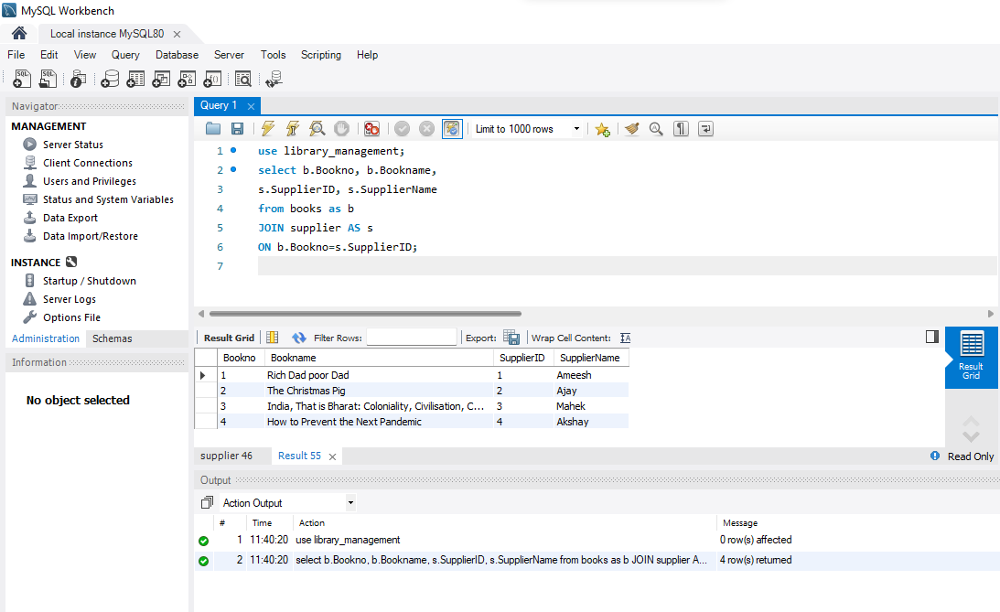 MySQL Workbench
Local instance MySQL80
File Edit View Query Database Server Tools Scripting Help
Navigator
MANAGEMENT
Server Status
Client Connections
Users and Privileges
Status and System Variables
Data Export
Data Import/Restore
INSTANCE
Startup / Shutdown
Server Logs
Options File
Administration Schemas
Information
No object selected
Query 1
Limit to 1000 rows
1 use library_management;
2 select b.Bookno, b.Bookname,
3 s.SupplierID, s.SupplierName
4 from books as b
5 JOIN supplier AS s
6 ON b.Bookno=s.SupplierID;
7
Result Grid Filter Rows: Export: Wrap Cell Content:
Bookno Bookname SupplierID SupplierName
1 Rich Dad poor Dad 1 Ameesh
2 The Christmas Pig 2 Ajay
3 India, That is Bharat: Coloniality, Civilisation, C... 3 Mahek
4 How to Prevent the Next Pandemic 4 Akshay
Result
Grid
supplier 46 Result 55 Read Only
Output
Action Output
# Time Action Message
1 11:40:20 use library_management 0 row(s) affected
2 11:40:20 select b.Bookno, b.Bookname, s.SupplierID, s.SupplierName from books as b JOIN supplier A... 4 row(s) returned